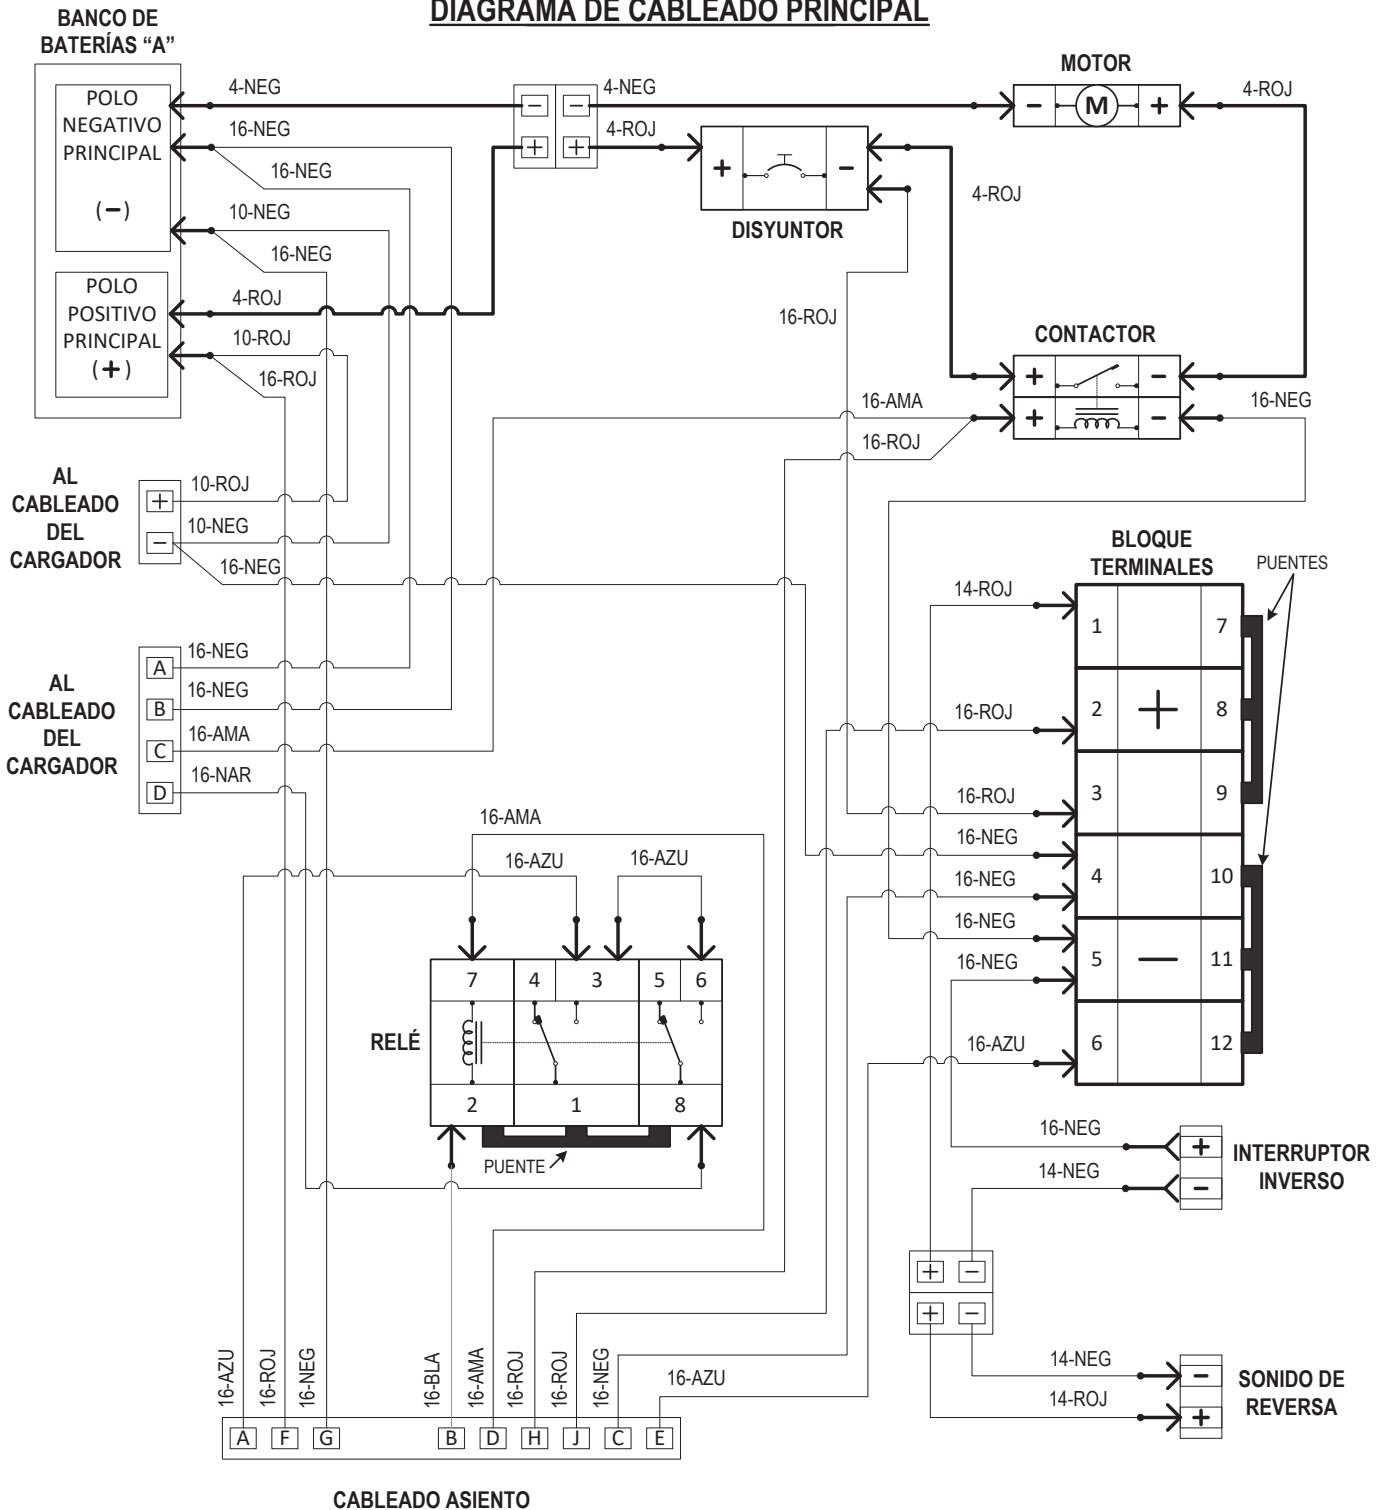 DIAGRAMA DE CABLEADO PRINCIPAL
BANCO DE
BATERÍAS “A”
POLO
NEGATIVO
PRINCIPAL
(−)
POLO
POSITIVO
PRINCIPAL
(+)
4-NEG
16-NEG
16-NEG
10-NEG
16-NEG
4-ROJ
10-ROJ
16-ROJ
− −
+ +
4-NEG
4-ROJ
+ −
DISYUNTOR
4-ROJ
16-ROJ
MOTOR
− M +
4-ROJ
CONTACTOR
+ −
+ −
16-AMA
16-ROJ
16-NEG
AL
CABLEADO
DEL
CARGADOR
+
−
10-ROJ
10-NEG
16-NEG
AL
CABLEADO
DEL
CARGADOR
A
B
C
D
16-NEG
16-NEG
16-AMA
16-NAR
BLOQUE
TERMINALES
PUENTES
14-ROJ
16-ROJ
16-ROJ
16-NEG
16-NEG
16-NEG
16-NEG
16-AZU
1 7
2 + 8
3 9
4 10
5 — 11
6 12
16-AMA
16-AZU
16-AZU
RELÉ
7 4 3 5 6
2 1 8
PUENTE
16-NEG
14-NEG
+
−
INTERRUPTOR
INVERSO
+ −
+ −
14-NEG
14-ROJ
−
+
SONIDO DE
REVERSA
16-AZU
16-ROJ
16-NEG
16-BLA
16-AMA
16-ROJ
16-ROJ
16-NEG
16-AZU
A F G B D H J C E
CABLEADO ASIENTO